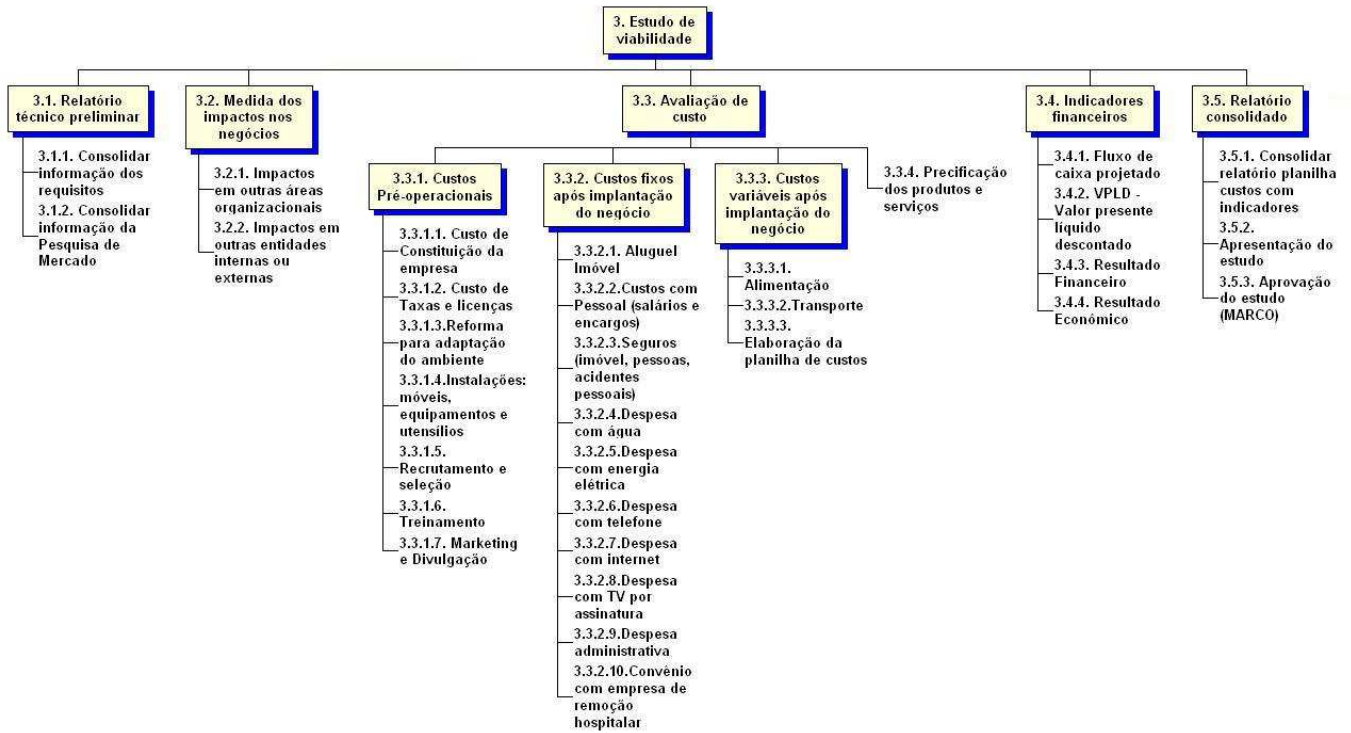 3. Estudo de
viabilidade
3.1. Relatório
técnico preliminar
3.1.1. Consolidar
informação dos
requisitos
3.1.2. Consolidar
informação da
Pesquisa de
Mercado
3.2. Medida dos
impactos nos
negócios
3.2.1. Impactos
em outras áreas
organizacionais
3.2.2. Impactos em
outras entidades
internas ou
externas
3.3. Avaliação de
custo
3.3.1. Custos
Pré-operacionais
3.3.1.1. Custo de
Constituição da
empresa
3.3.1.2. Custo de
Taxas e licenças
3.3.1.3.Reforma
para adaptação
do ambiente
3.3.1.4.Instalações:
móveis,
equipamentos e
utensílios
3.3.1.5.
Recrutamento e
seleção
3.3.1.6.
Treinamento
3.3.1.7. Marketing
e Divulgação
3.3.2. Custos fixos
após implantação
do negócio
3.3.2.1. Aluguel
Imóvel
3.3.2.2.Custos com
Pessoal (salários e
encargos)
3.3.2.3.Seguros
(imóvel, pessoas,
acidentes
pessoais)
3.3.2.4.Despesa
com água
3.3.2.5.Despesa
com energia
elétrica
3.3.2.6.Despesa
com telefone
3.3.2.7.Despesa
com internet
3.3.2.8.Despesa
com TV por
assinatura
3.3.2.9.Despesa
administrativa
3.3.2.10.Convênio
com empresa de
remoção
hospitalar
3.3.3. Custos
variáveis após
implantação do
negócio
3.3.3.1.
Alimentação
3.3.3.2.Transporte
3.3.3.3.
Elaboração da
planilha de custos
3.3.4. Precificação
dos produtos e
serviços
3.4. Indicadores
financeiros
3.4.1. Fluxo de
caixa projetado
3.4.2. VPLD -
Valor presente
líquido
descontado
3.4.3. Resultado
Financeiro
3.4.4. Resultado
Econômico
3.5. Relatório
consolidado
3.5.1. Consolidar
relatório planilha
custos com
indicadores
3.5.2.
Apresentação do
estudo
3.5.3. Aprovação
do estudo
(MARCO)